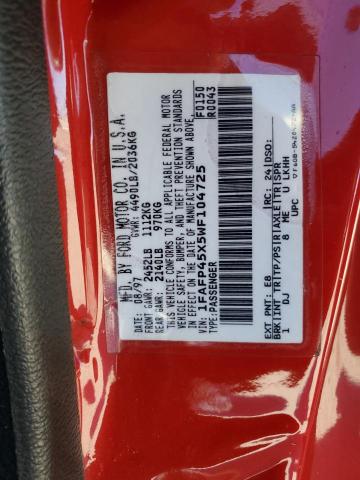 MFD. BY FORD MOTOR CO. IN U.S.A.
DATE: 08/97 GVWR: 4490LB/2036KG
FRONT GAWR: 2452LB 1112KG
REAR GAWR: 2140LB 970KG
THIS VEHICLE CONFORMS TO ALL APPLICABLE FEDERAL MOTOR
VEHICLE SAFETY, BUMPER, AND THEFT PREVENTION STANDARDS
IN EFFECT ON THE DATE OF MANUFACTURE SHOWN ABOVE.
VIN: 1FAFP45X5WF104725
TYPE: PASSENGER
F0150
R0043
EXT PNT: E8 RC: 24 DSO:
BRK INT TR TP/PS R AXLE TR SPR
1 DJ 8 ME U LKHH
UPC